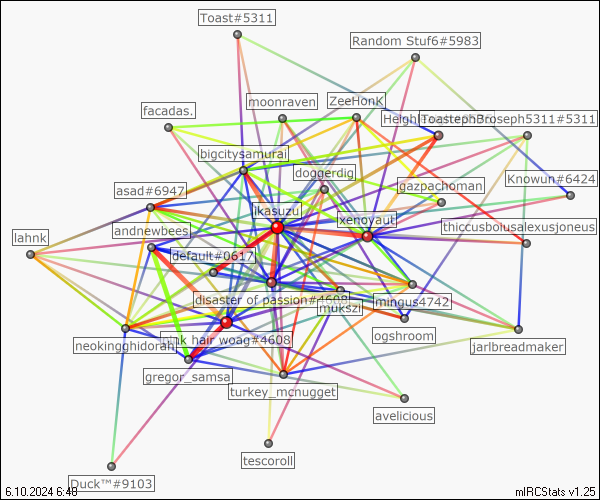 Toast#5311
Random Stuf6#5983
moonraven
ZeeHonK
facadas.
ToastephBroseph5311#5311
bigcitysamurai
doggerdig
Knowun#6424
asad#6947
gazpachoman
ikasuzu
xenoyaut
lahnk
andnewbees
thiccusboiusalexusjoneus
default#0617
disaster of passion#4608
mukszi
mingus4742
ogshroom
neokingghidorah
pink hair woag#4608
jarlbreadmaker
gregor_samsa
turkey_mcnugget
avelicious
tescoroll
Duck™#9103
6.10.2024 6:48
mIRCStats v1.25